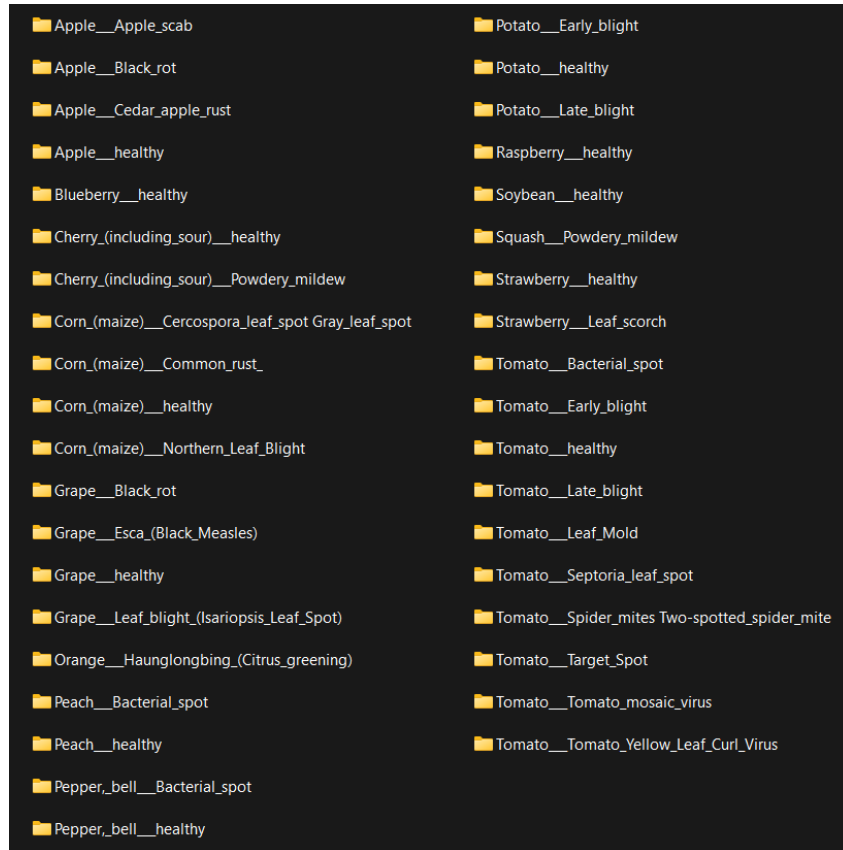 Apple___Apple_scab
Apple___Black_rot
Apple___Cedar_apple_rust
Apple___healthy
Blueberry___healthy
Cherry_(including_sour)___healthy
Cherry_(including_sour)___Powdery_mildew
Corn_(maize)___Cercospora_leaf_spot Gray_leaf_spot
Corn_(maize)___Common_rust_
Corn_(maize)___healthy
Corn_(maize)___Northern_Leaf_Blight
Grape___Black_rot
Grape___Esca_(Black_Measles)
Grape___healthy
Grape___Leaf_blight_(Isariopsis_Leaf_Spot)
Orange___Haunglongbing_(Citrus_greening)
Peach___Bacterial_spot
Peach___healthy
Pepper,_bell___Bacterial_spot
Pepper,_bell___healthy
Potato___Early_blight
Potato___healthy
Potato___Late_blight
Raspberry___healthy
Soybean___healthy
Squash___Powdery_mildew
Strawberry___healthy
Strawberry___Leaf_scorch
Tomato___Bacterial_spot
Tomato___Early_blight
Tomato___healthy
Tomato___Late_blight
Tomato___Leaf_Mold
Tomato___Septoria_leaf_spot
Tomato___Spider_mites Two-spotted_spider_mite
Tomato___Target_Spot
Tomato___Tomato_mosaic_virus
Tomato___Tomato_Yellow_Leaf_Curl_Virus